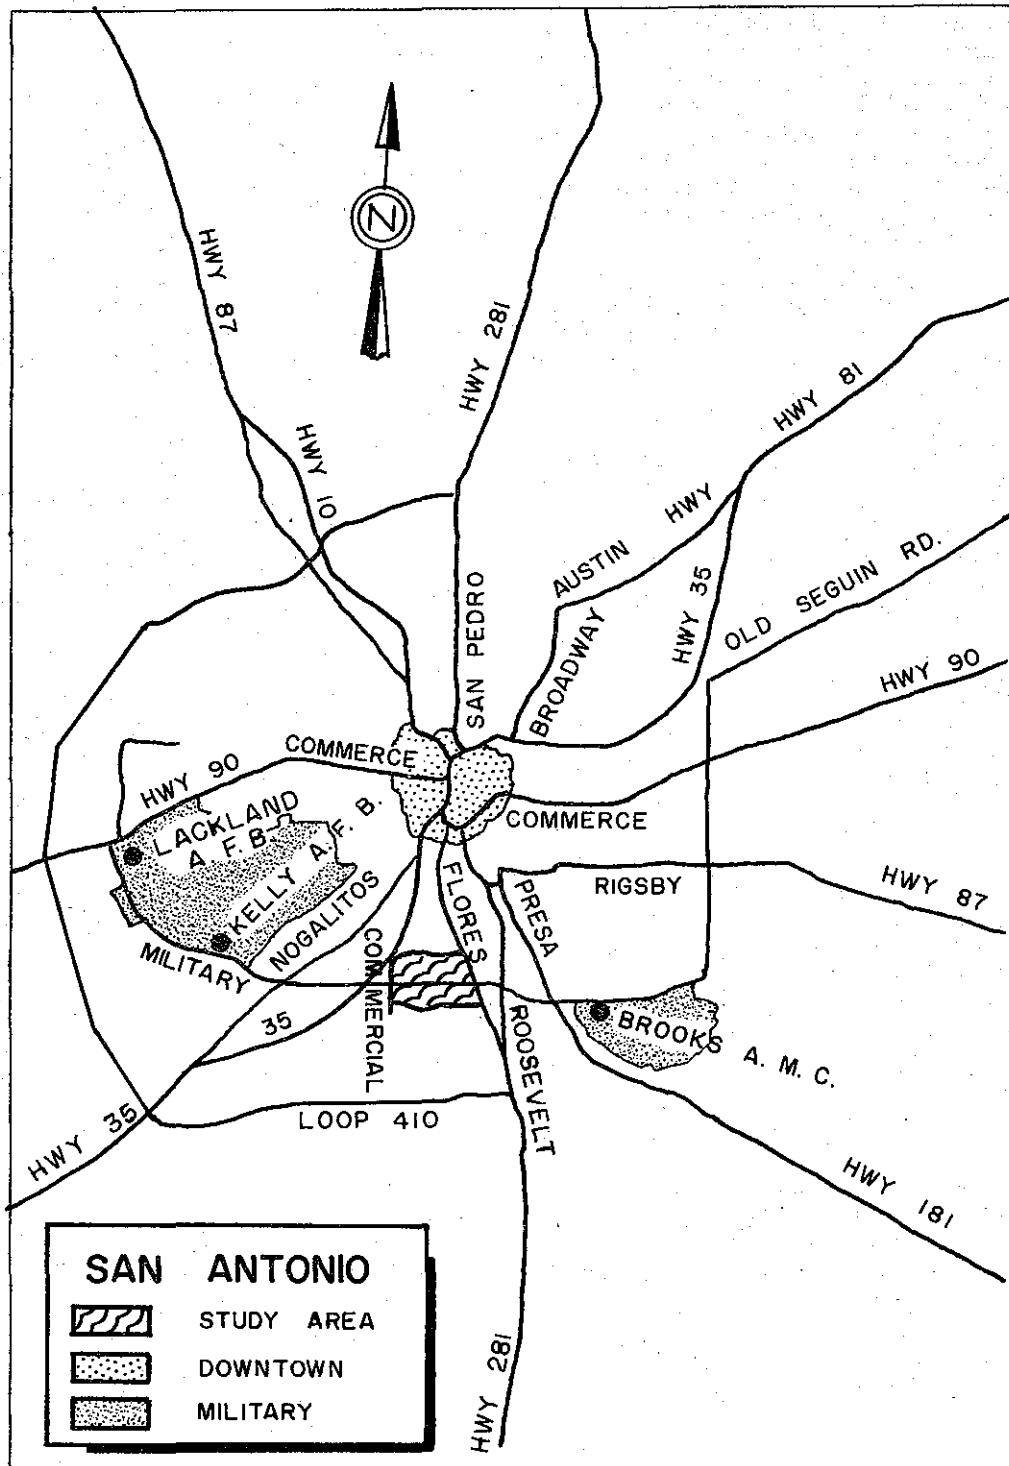 N
HWY 87
HWY 281
HWY 10
HWY 81
AUSTIN HWY
HWY 35
OLD SEGUIN RD.
SAN PEDRO
BROADWAY
HWY 90
COMMERCE
HWY 90
LACKLAND
A. F. B.
KELLY A. F. B.
COMMERCE
RIGSBY
HWY 87
FLORES
PRESA
NOGALITOS
MILITARY
COMMERCIAL
35
ROOSEVELT
BROOKS A. M. C.
HWY 35
LOOP 410
HWY 181
HWY 281
SAN ANTONIO
STUDY AREA
DOWNTOWN
MILITARY